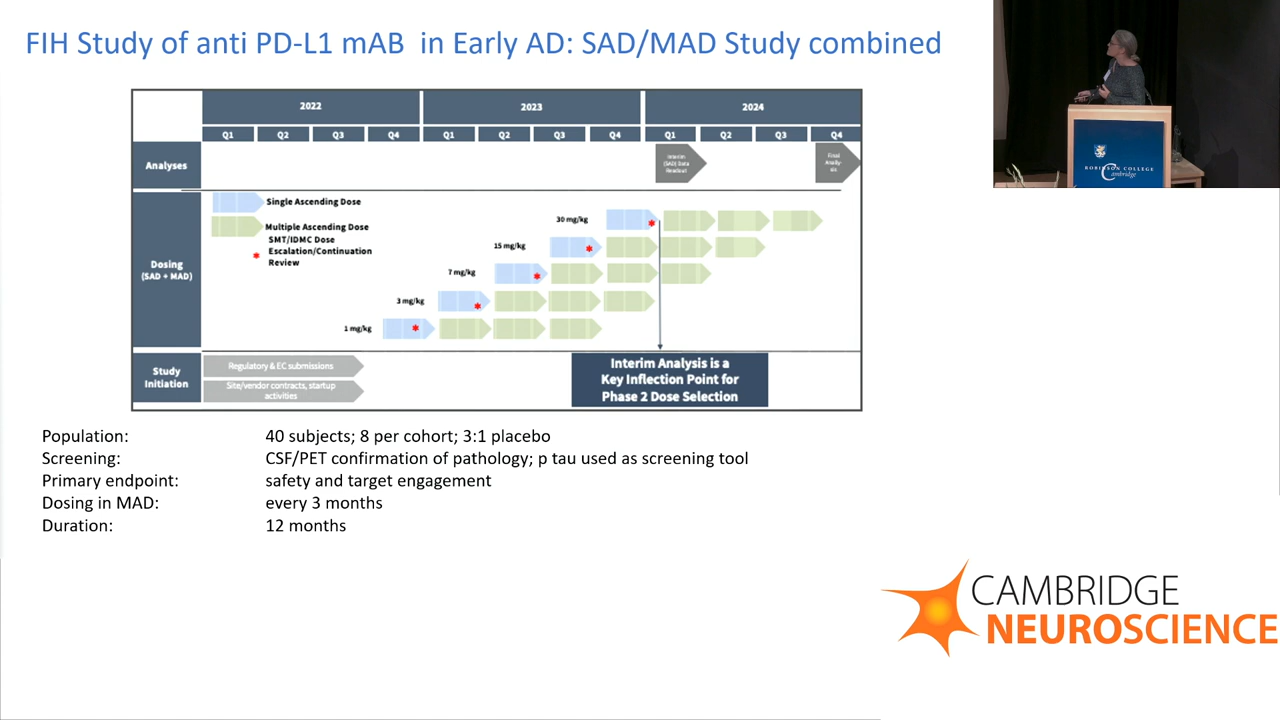 FIH Study of anti PD-L1 mAB in Early AD: SAD/MAD Study combined
2022 2023 2024
Q1 Q2 Q3 Q4 Q1 Q2 Q3 Q4 Q1 Q2 Q3 Q4
Analyses
Interim
(SAD) Data
Readout
Final
Analy-
sis
Single Ascending Dose
Multiple Ascending Dose
SMT/IDMC Dose
Escalation/Continuation
Review
Dosing
(SAD + MAD)
30 mg/kg
15 mg/kg
7 mg/kg
3 mg/kg
1 mg/kg
Study
Initiation
Regulatory & EC submissions
Site/vendor contracts, startup
activities
Interim Analysis is a
Key Inflection Point for
Phase 2 Dose Selection
Population: 40 subjects; 8 per cohort; 3:1 placebo
Screening: CSF/PET confirmation of pathology; p tau used as screening tool
Primary endpoint: safety and target engagement
Dosing in MAD: every 3 months
Duration: 12 months
ROBINSON COLLEGE
Cambridge
CAMBRIDGE
NEUROSCIENCE